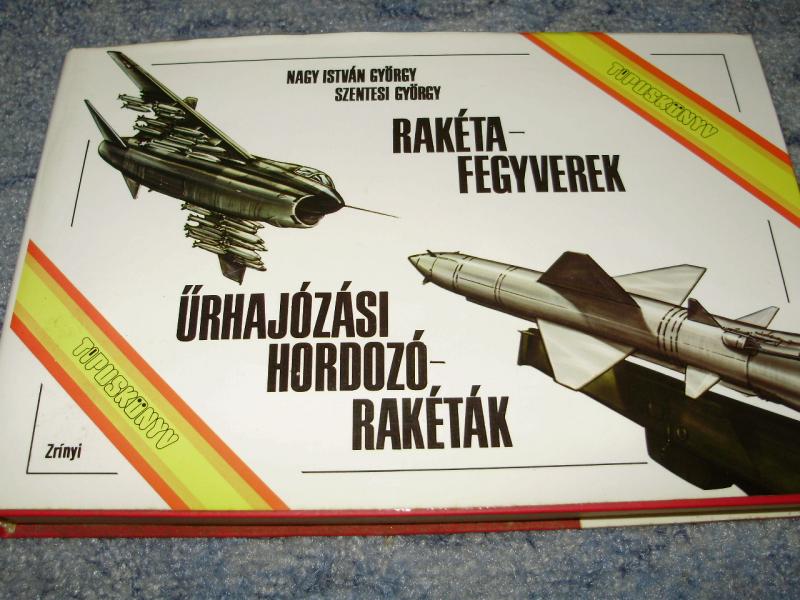 NAGY ISTVÁN GYÖRGY
SZENTESI GYÖRGY
TÍPUSKÖNYV
RAKÉTA-
FEGYVEREK
ŰRHAJÓZÁSI
HORDOZÓ-
RAKÉTÁK
TÍPUSKÖNYV
Zrínyi